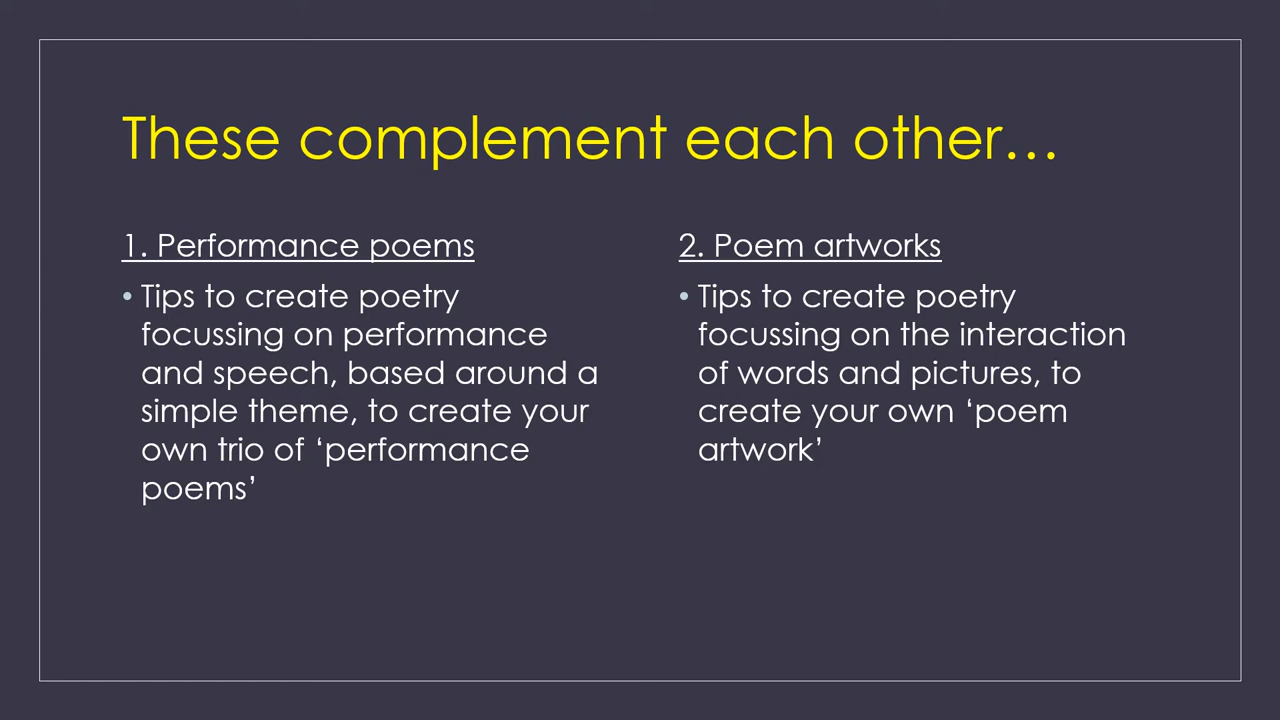 These complement each other…
1. Performance poems
• Tips to create poetry
focussing on performance
and speech, based around a
simple theme, to create your
own trio of ‘performance
poems’
2. Poem artworks
• Tips to create poetry
focussing on the interaction
of words and pictures, to
create your own ‘poem
artwork’